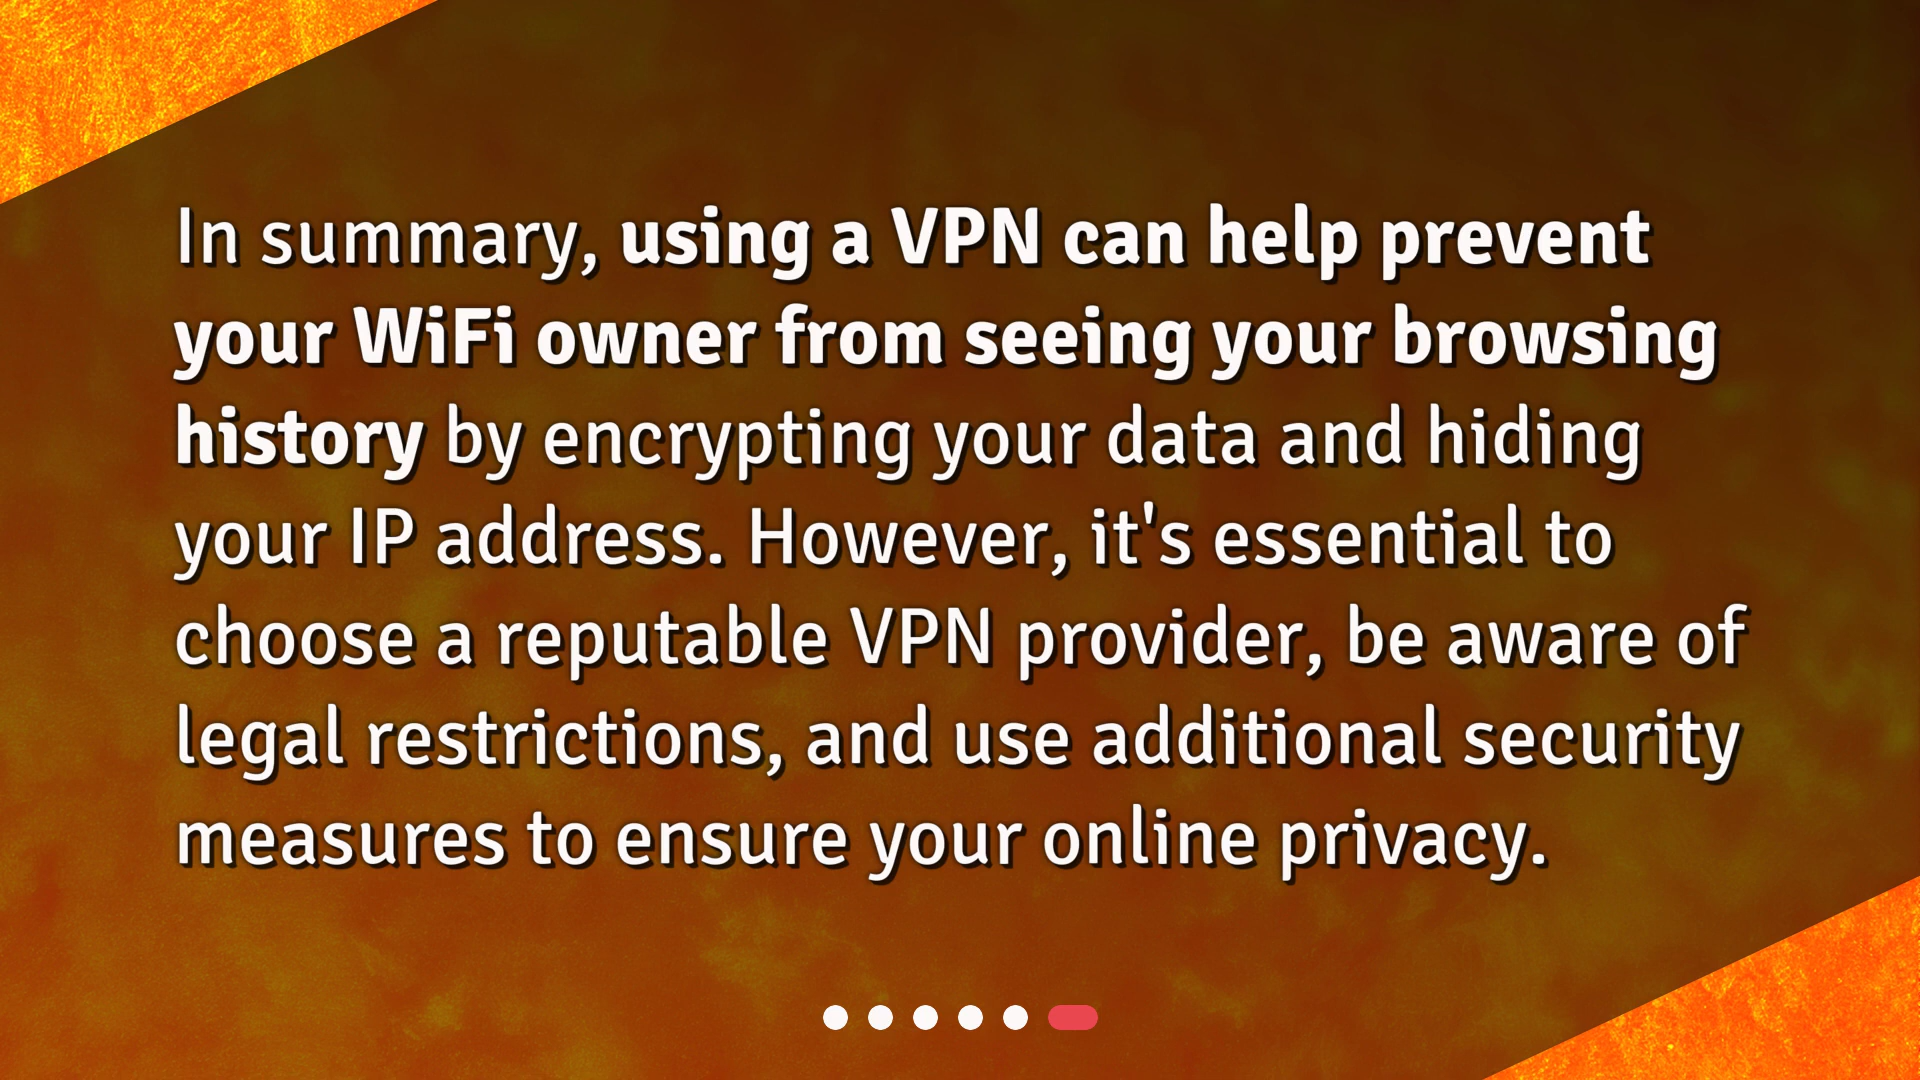 In summary, using a VPN can help prevent
your WiFi owner from seeing your browsing
history by encrypting your data and hiding
your IP address. However, it's essential to
choose a reputable VPN provider, be aware of
legal restrictions, and use additional security
measures to ensure your online privacy.